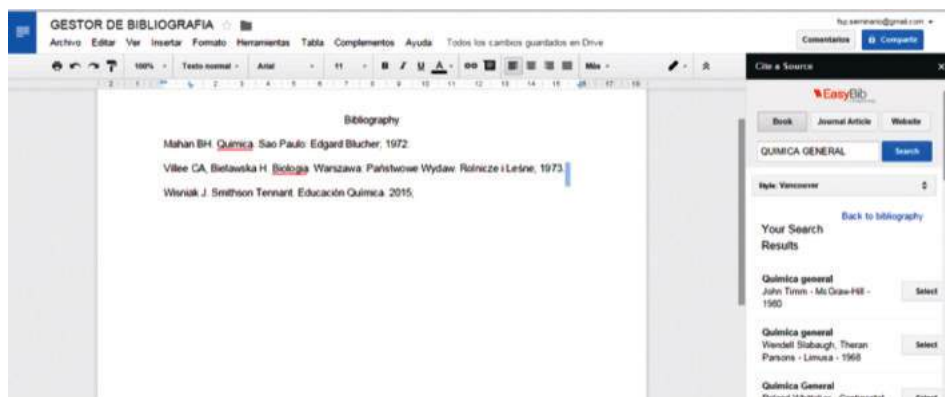 GESTOR DE BIBLIOGRAFIA
Archivo Editar Ver Insertar Formato Herramientas Tabla Complementos Ayuda Todos los cambios guardados en Drive
Comentarios Compartir
100% Texto normal Arial 11 B I U A Más
Bibliography
Mahan BH. Quimica. Sao Paulo: Edgard Blucher; 1972.
Villee CA, Bielawska H. Biologia. Warszawa: Państwowe Wydaw. Rolnicze i Leśne; 1973.
Wisniak J. Smithson Tennant. Educación Química. 2015;
Cite a Source x
EasyBib
Book Journal Article Website
QUIMICA GENERAL Search
Style: Vancouver
Back to bibliography
Your Search
Results
Quimica general
John Timm - McGraw-Hill -
1980
Select
Quimica general
Wendell Slabaugh, Theran
Parsons - Limusa - 1968
Select
Quimica General